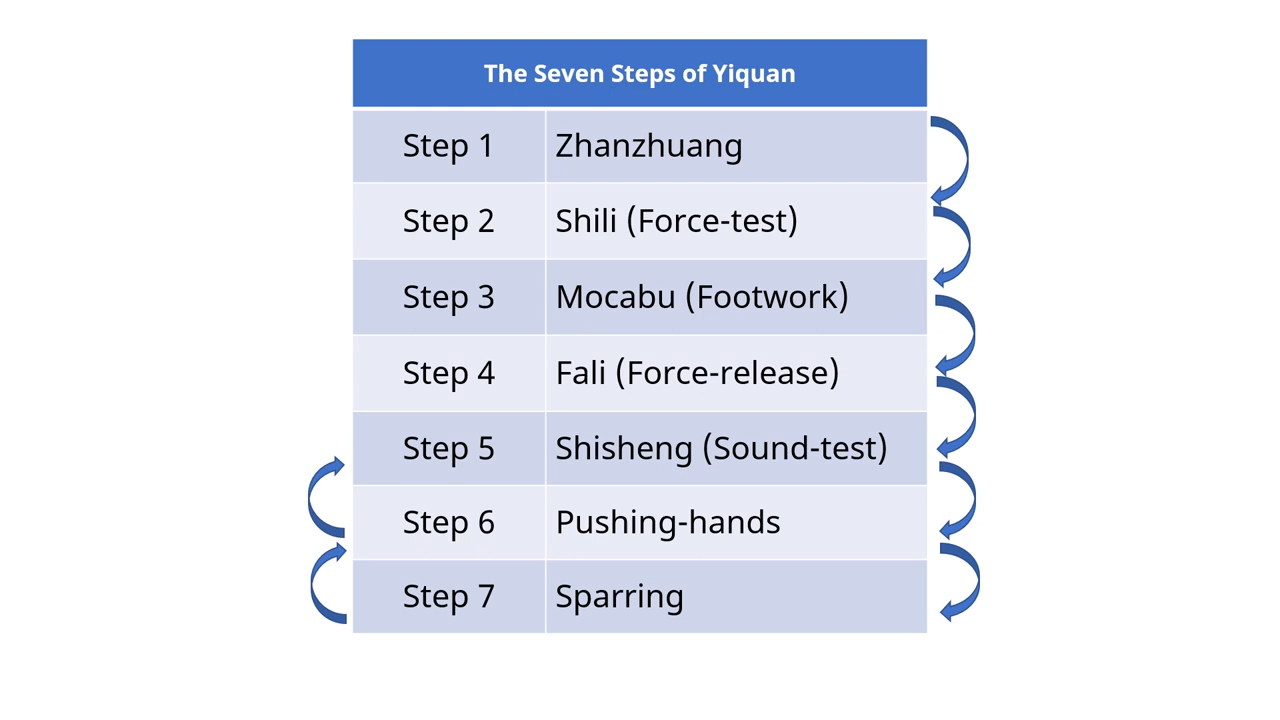 The Seven Steps of Yiquan
Step 1 Zhanzhuang
Step 2 Shili (Force-test)
Step 3 Mocabu (Footwork)
Step 4 Fali (Force-release)
Step 5 Shisheng (Sound-test)
Step 6 Pushing-hands
Step 7 Sparring